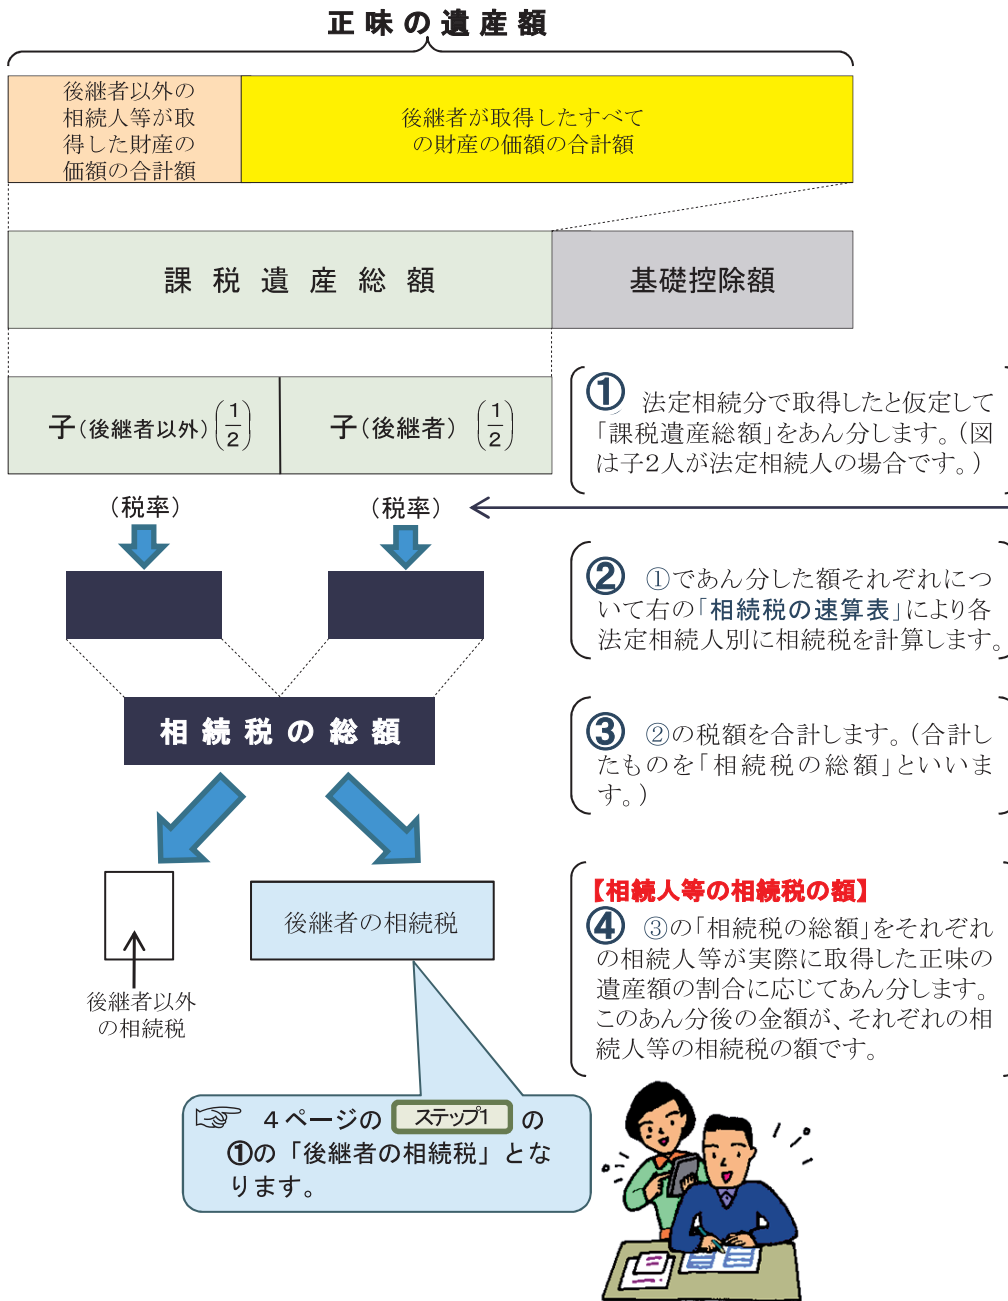 正味の遺産額
後継者以外の
相続人等が取
得した財産の
価額の合計額
後継者が取得したすべて
の財産の価額の合計額
課税遺産総額
基礎控除額
子(後継者以外)(1/2)
子(後継者)(1/2)
(税率)
(税率)
① 法定相続分で取得したと仮定して
「課税遺産総額」をあん分します。(図
は子2人が法定相続人の場合です。)
② ①であん分した額それぞれにつ
いて右の「相続税の速算表」により各
法定相続人別に相続税を計算します。
相続税の総額
③ ②の税額を合計します。(合計し
たものを「相続税の総額」といいま
す。)
後継者の相続税
後継者以外
の相続税
【相続人等の相続税の額】
④ ③の「相続税の総額」をそれぞれ
の相続人等が実際に取得した正味の
遺産額の割合に応じてあん分します。
このあん分後の金額が、それぞれの相
続人等の相続税の額です。
☞ 4ページの ステップ1 の
①の「後継者の相続税」とな
ります。